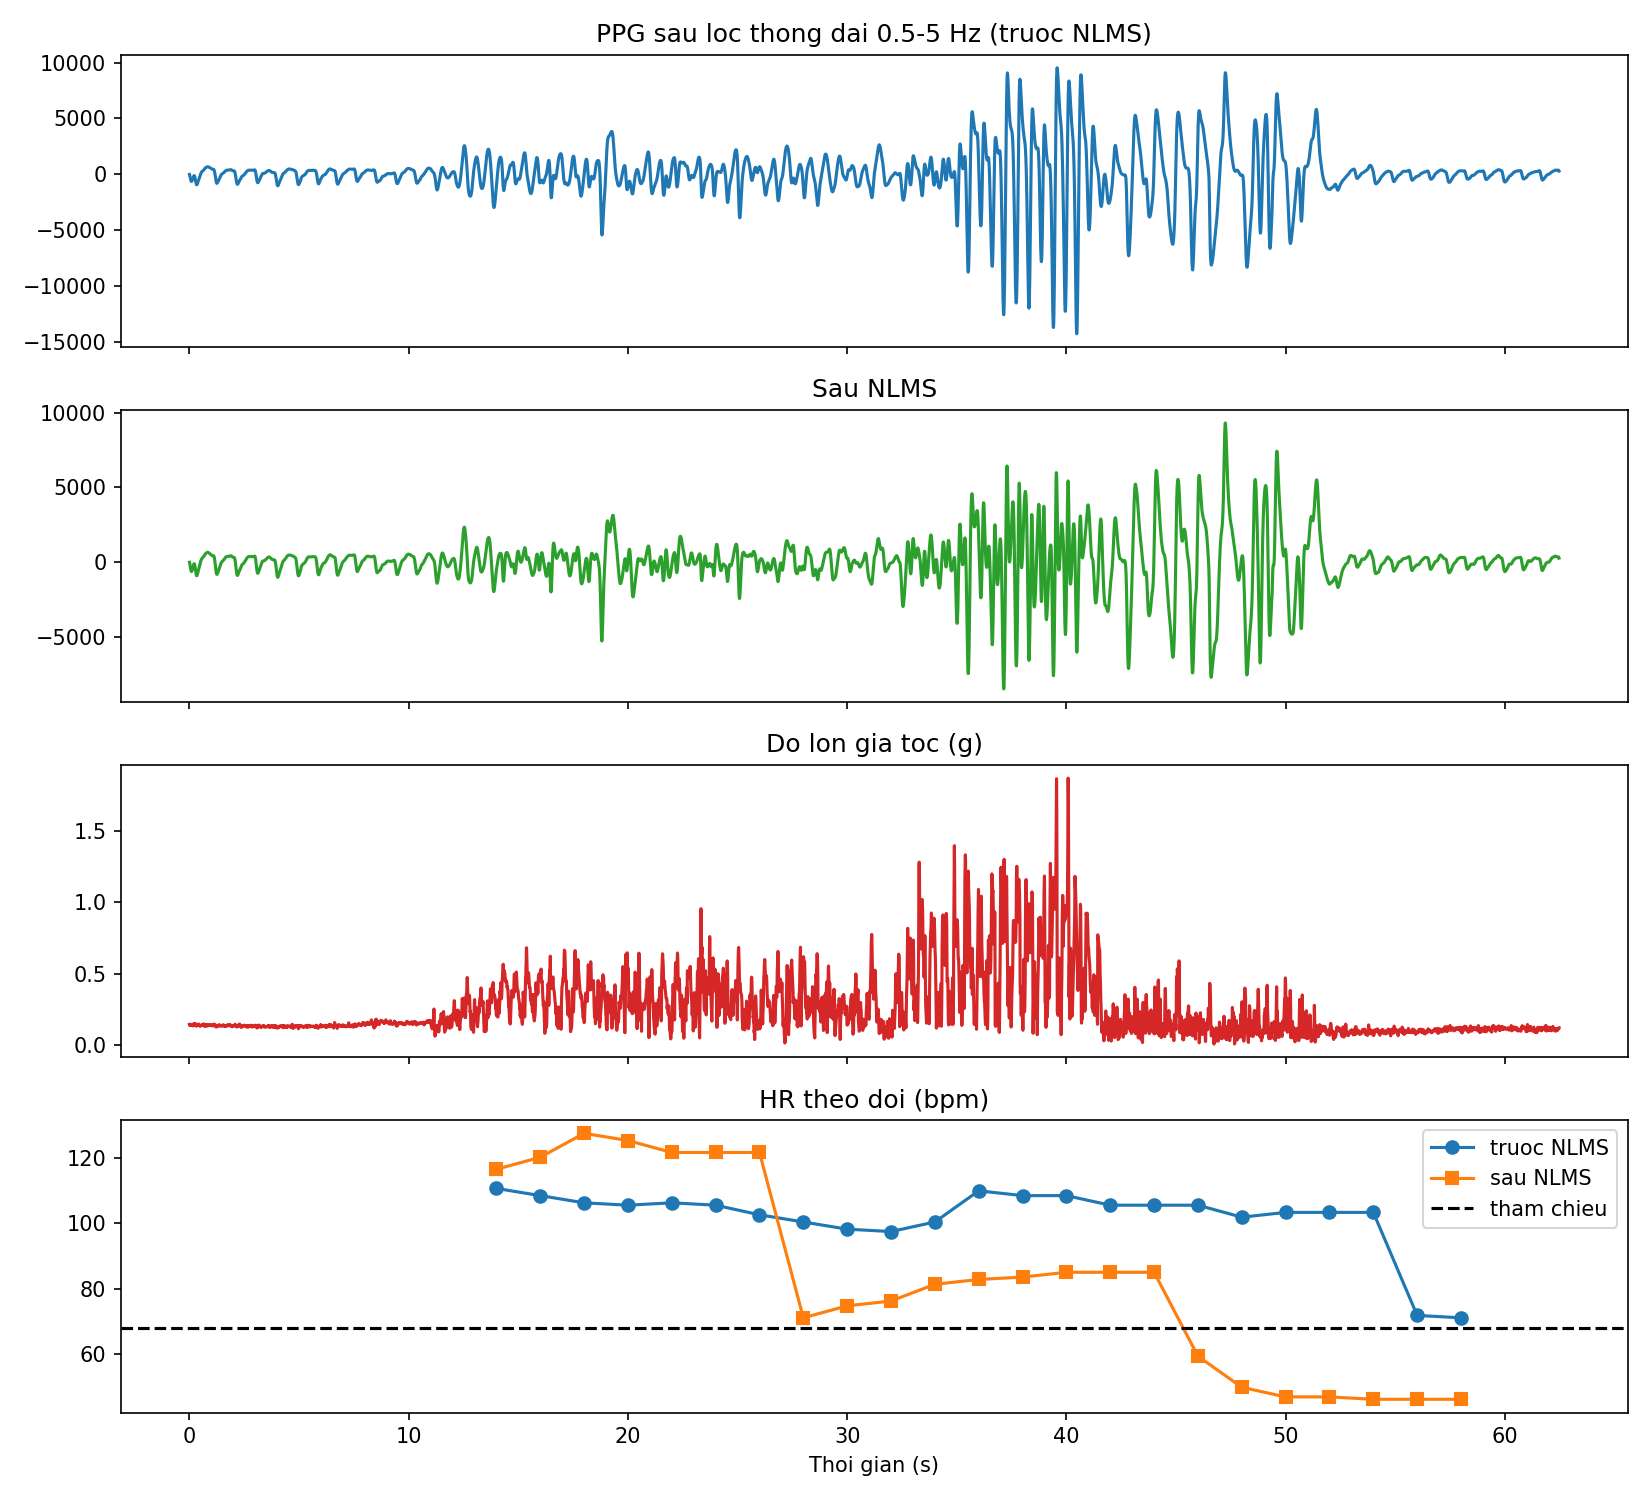 PPG sau loc thong dai 0.5-5 Hz (truoc NLMS)
10000
5000
0
−5000
−10000
−15000
Sau NLMS
10000
5000
0
−5000
Do lon gia toc (g)
1.5
1.0
0.5
0.0
HR theo doi (bpm)
120
100
80
60
truoc NLMS
sau NLMS
tham chieu
0 10 20 30 40 50 60
Thoi gian (s)